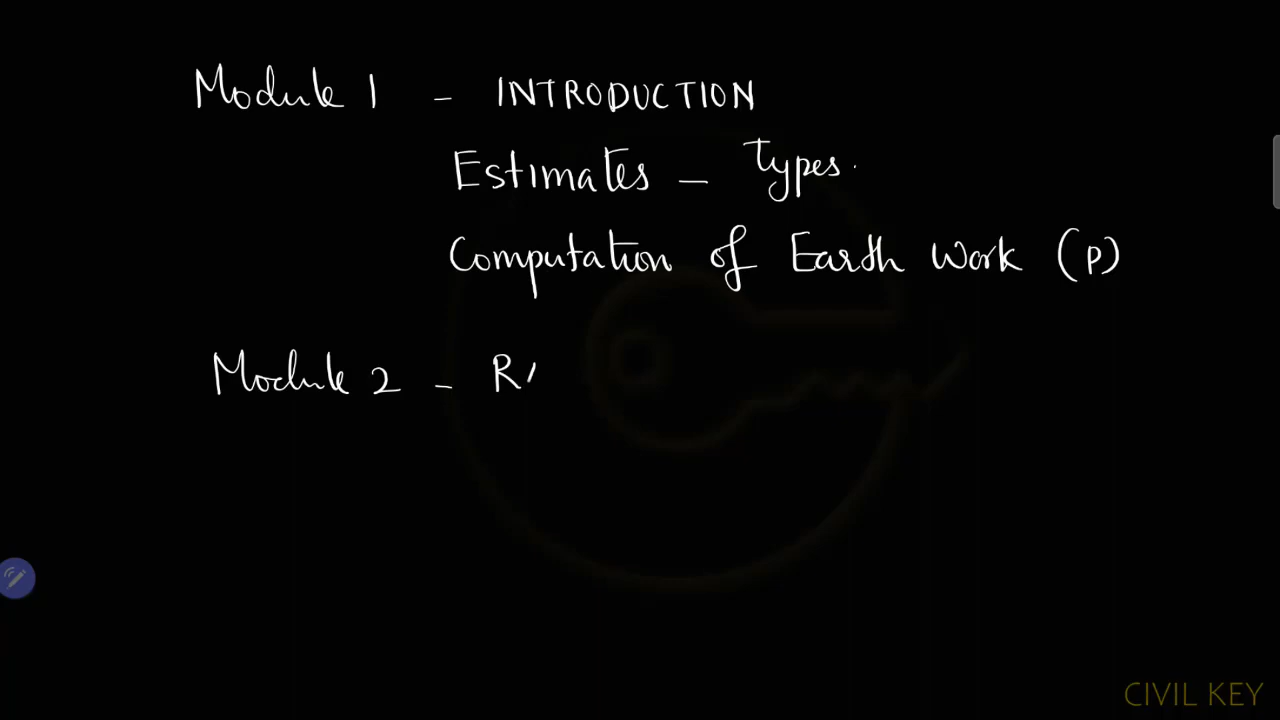 Module 1 - INTRODUCTION
Estimates - Types.
Computation of Earth Work (P)
Module 2 - R
CIVIL KEY